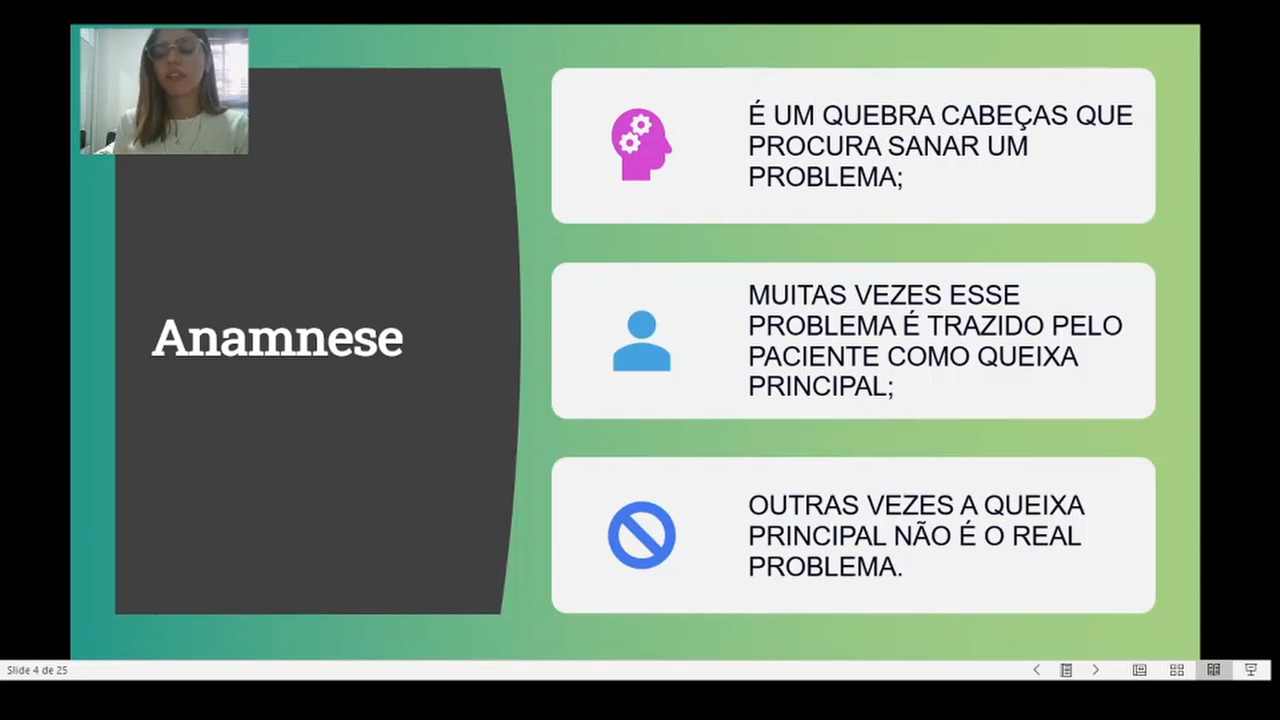 Anamnese
É UM QUEBRA CABEÇAS QUE
PROCURA SANAR UM
PROBLEMA;
MUITAS VEZES ESSE
PROBLEMA É TRAZIDO PELO
PACIENTE COMO QUEIXA
PRINCIPAL;
OUTRAS VEZES A QUEIXA
PRINCIPAL NÃO É O REAL
PROBLEMA.
Slide 4 de 25